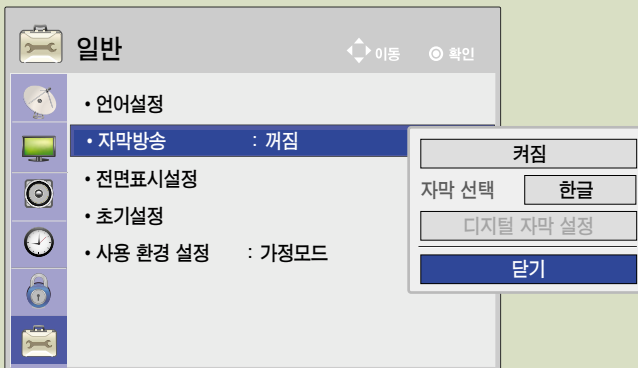 일반 이동 확인
• 언어설정
• 자막방송 : 꺼짐
• 전면표시설정
• 초기설정
• 사용 환경 설정 : 가정모드
켜짐
자막 선택 한글
디지털 자막 설정
닫기